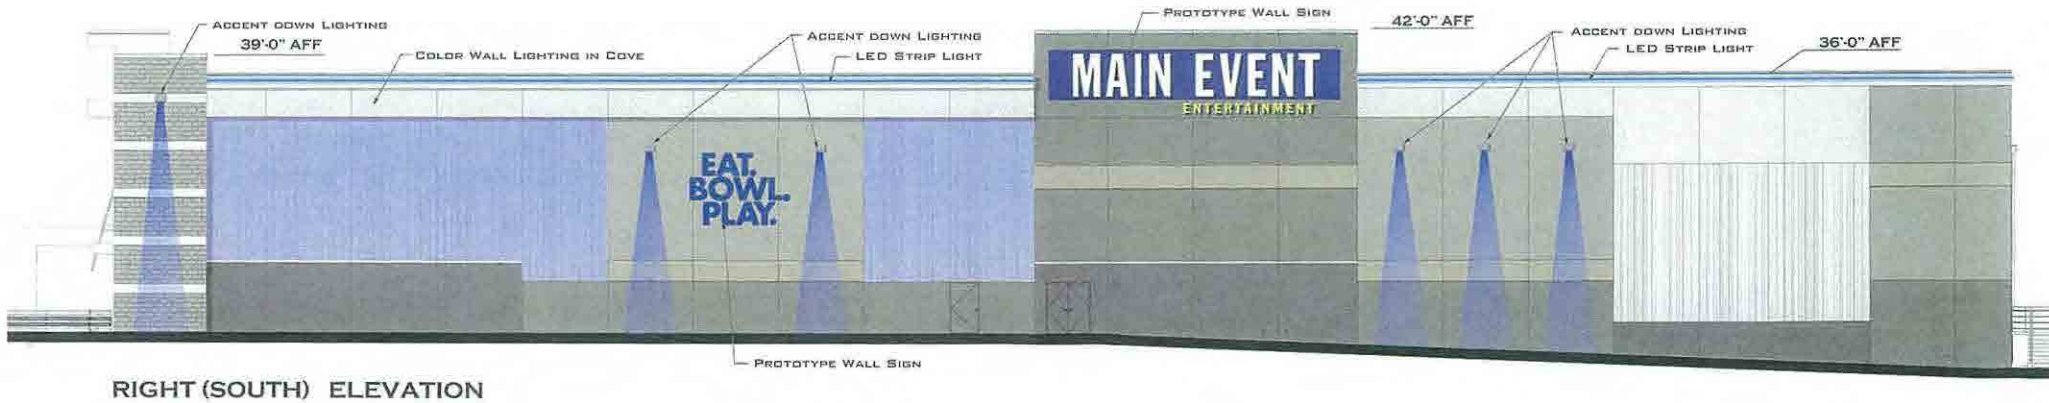 ACCENT DOWN LIGHTING
39'-0" AFF
COLOR WALL LIGHTING IN COVE
ACCENT DOWN LIGHTING
LED STRIP LIGHT
PROTOTYPE WALL SIGN
42'-0" AFF
ACCENT DOWN LIGHTING
LED STRIP LIGHT
36'-0" AFF
MAIN EVENT
ENTERTAINMENT
EAT.
BOWL.
PLAY.
PROTOTYPE WALL SIGN
RIGHT (SOUTH) ELEVATION